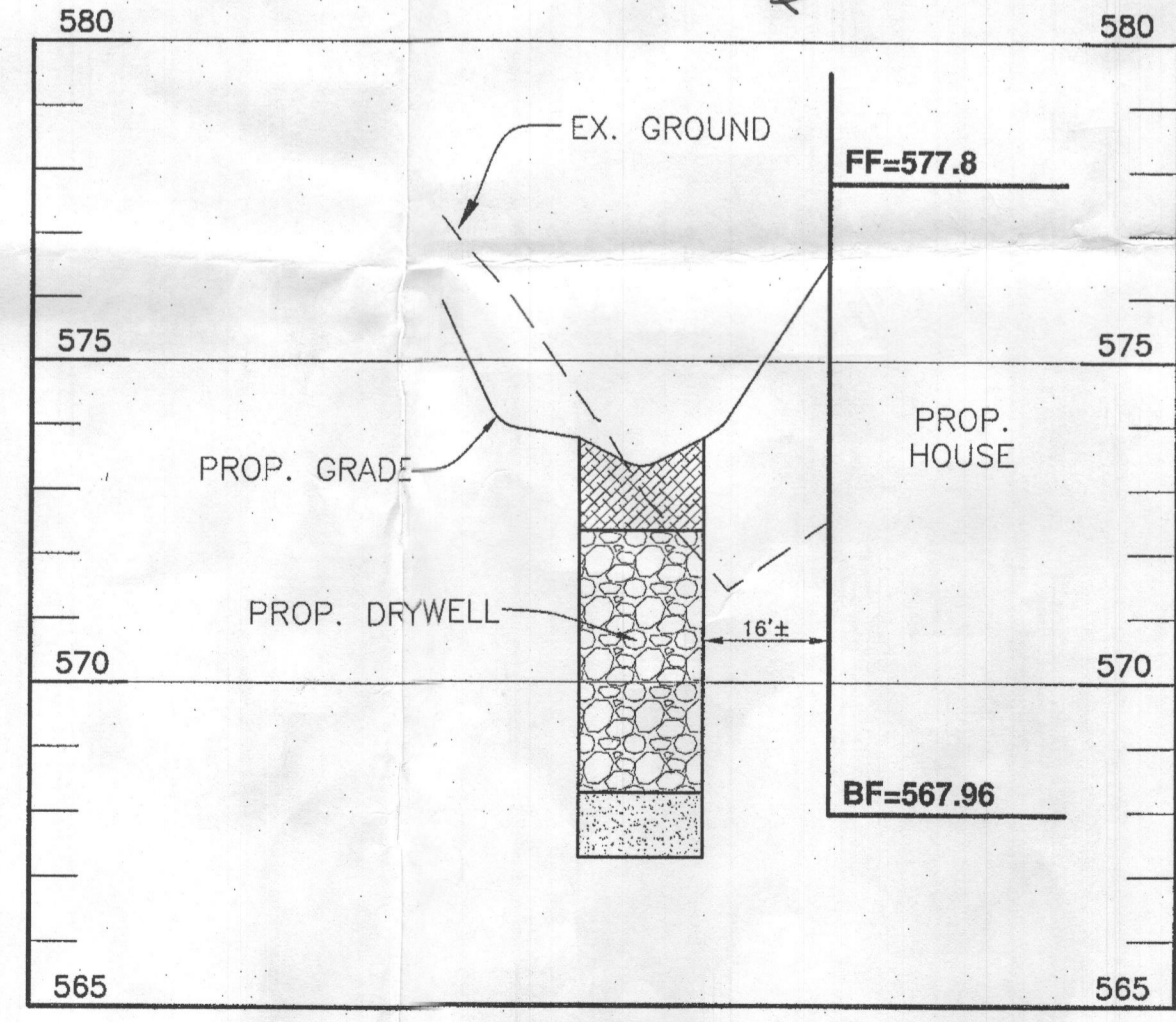 580
580
EX. GROUND
FF=577.8
575
575
PROP.
HOUSE
PROP. GRADE
PROP. DRYWELL
16'±
570
570
BF=567.96
565
565